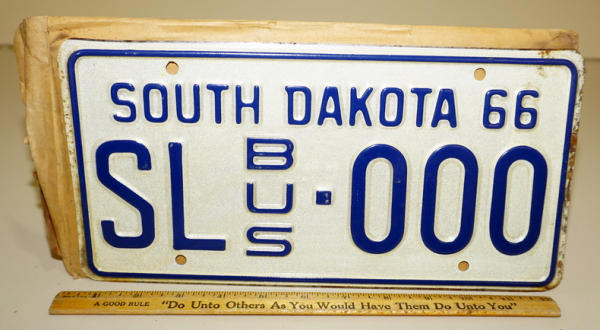 SOUTH DAKOTA 66
SL BUS-000
A GOOD RULE "Do Unto Others As You Would Have Them Do Unto You"